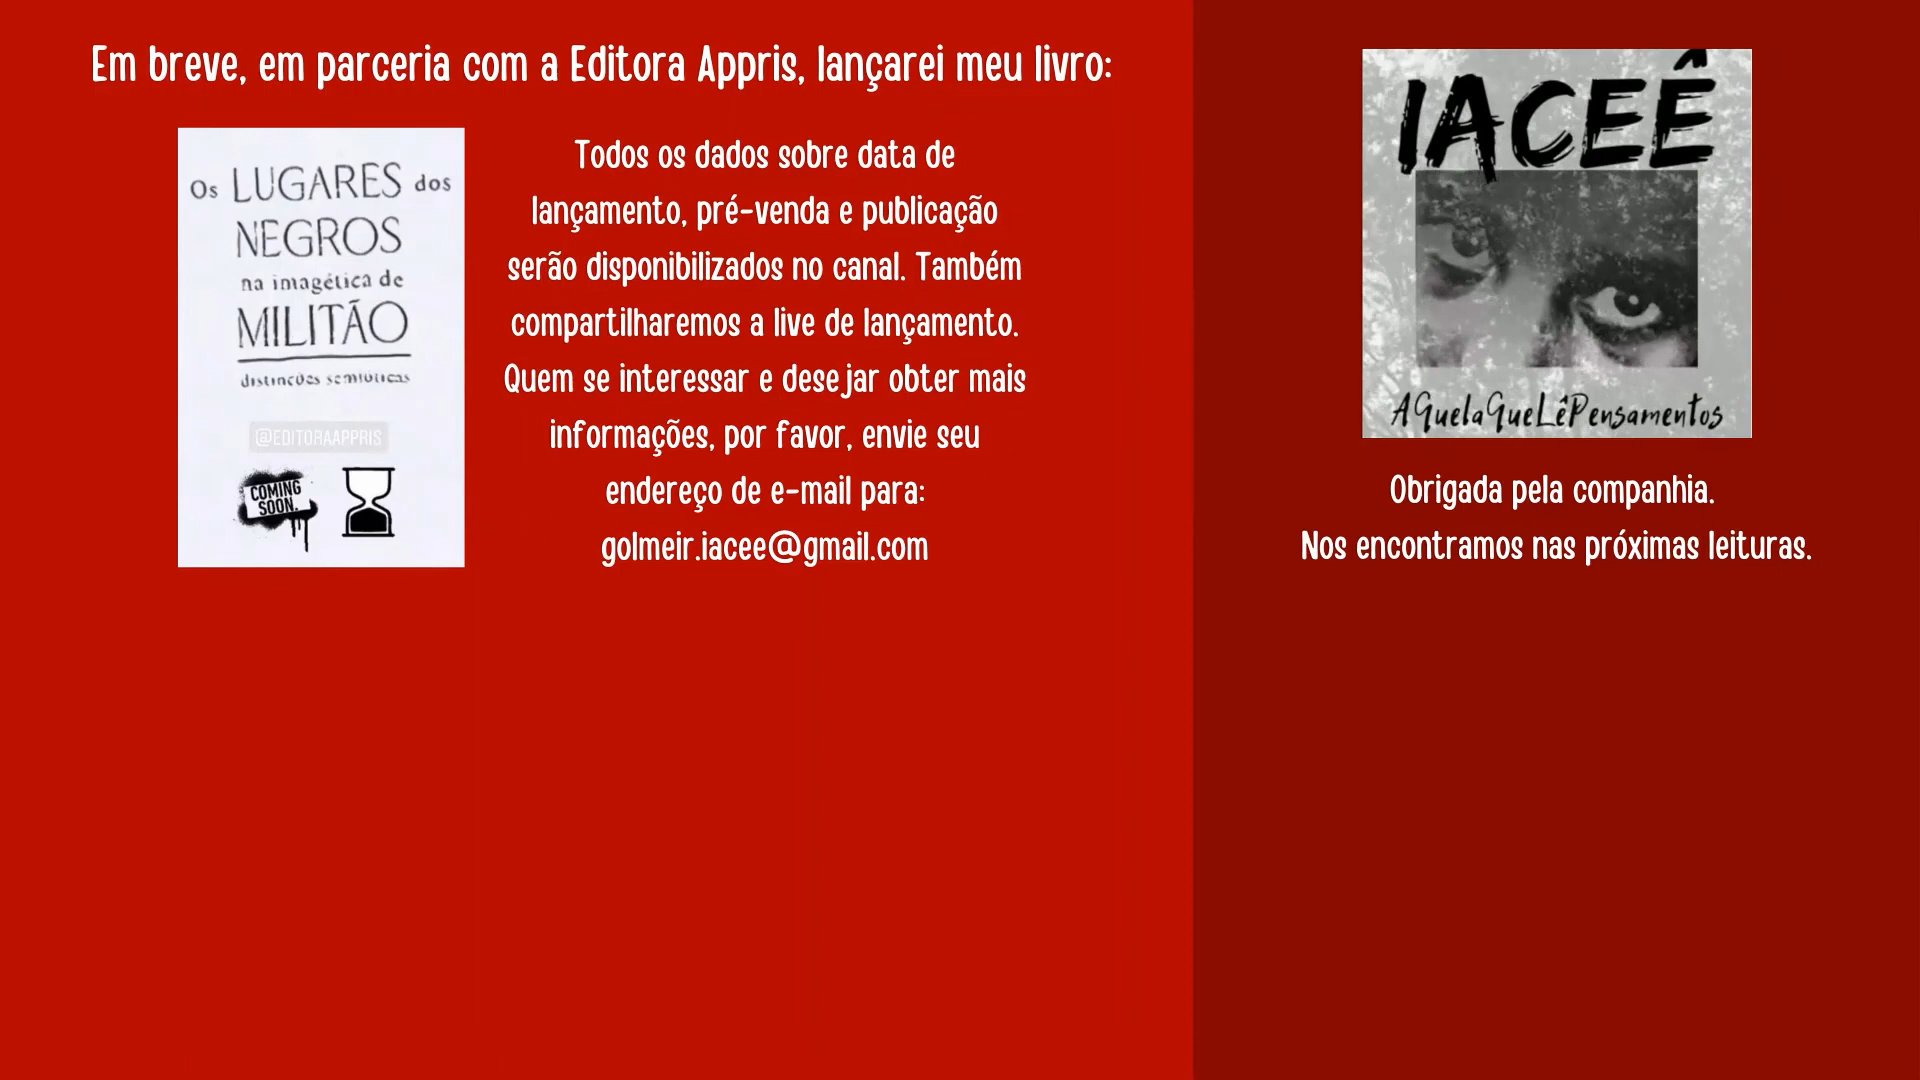 Em breve, em parceria com a Editora Appris, lançarei meu livro:
Os LUGARES dos
NEGROS
na imagética de
MILITÃO
distinções semióticas
@EDITORAAPPRIS
COMING
SOON.
Todos os dados sobre data de
lançamento, pré-venda e publicação
serão disponibilizados no canal. Também
compartilharemos a live de lançamento.
Quem se interessar e desejar obter mais
informações, por favor, envie seu
endereço de e-mail para:
golmeir.iacee@gmail.com
IACEÊ
AQuelaQueLêPensamentos
Obrigada pela companhia.
Nos encontramos nas próximas leituras.